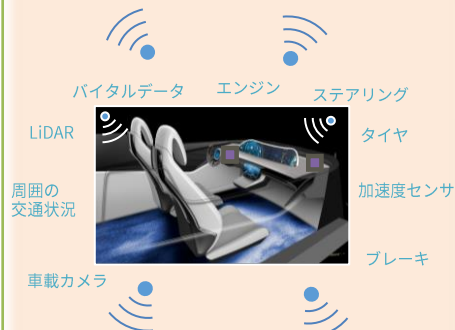 バイタルデータ
エンジン
ステアリング
LiDAR
タイヤ
周囲の
交通状況
加速度センサ
ブレーキ
車載カメラ